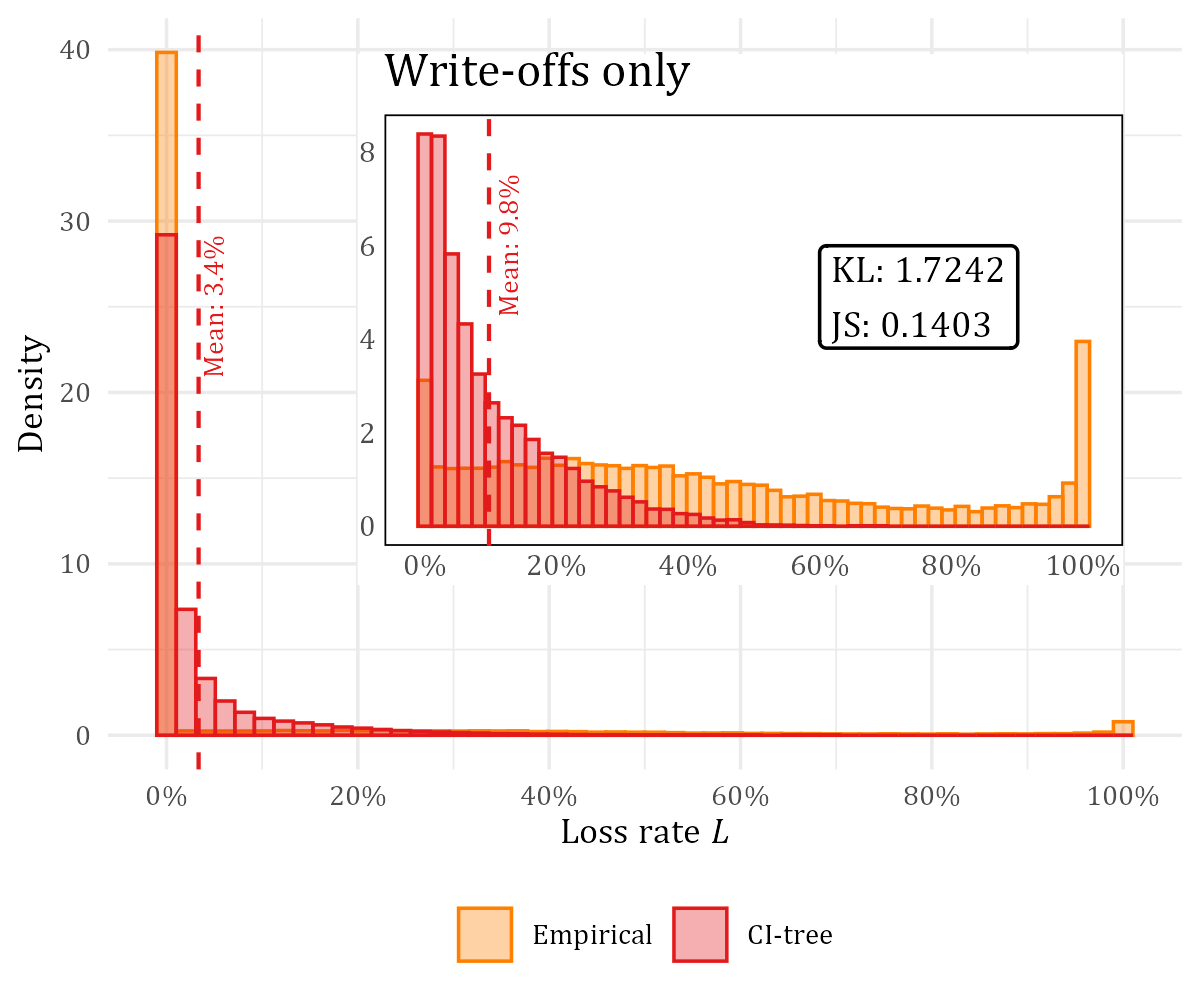 40
30
20
10
0
Density
Mean: 3.4%
Write-offs only
8
6
4
2
0
Mean: 9.8%
KL: 1.7242
JS: 0.1403
0% 20% 40% 60% 80% 100%
0% 20% 40% 60% 80% 100%
Loss rate L
Empirical CI-tree